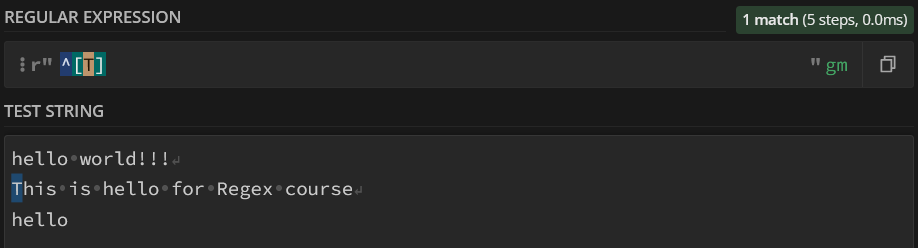 REGULAR EXPRESSION
1 match (5 steps, 0.0ms)
⋮ r" ^[T] " gm
TEST STRING
hello·world!!!↵
This·is·hello·for·Regex·course↵
hello